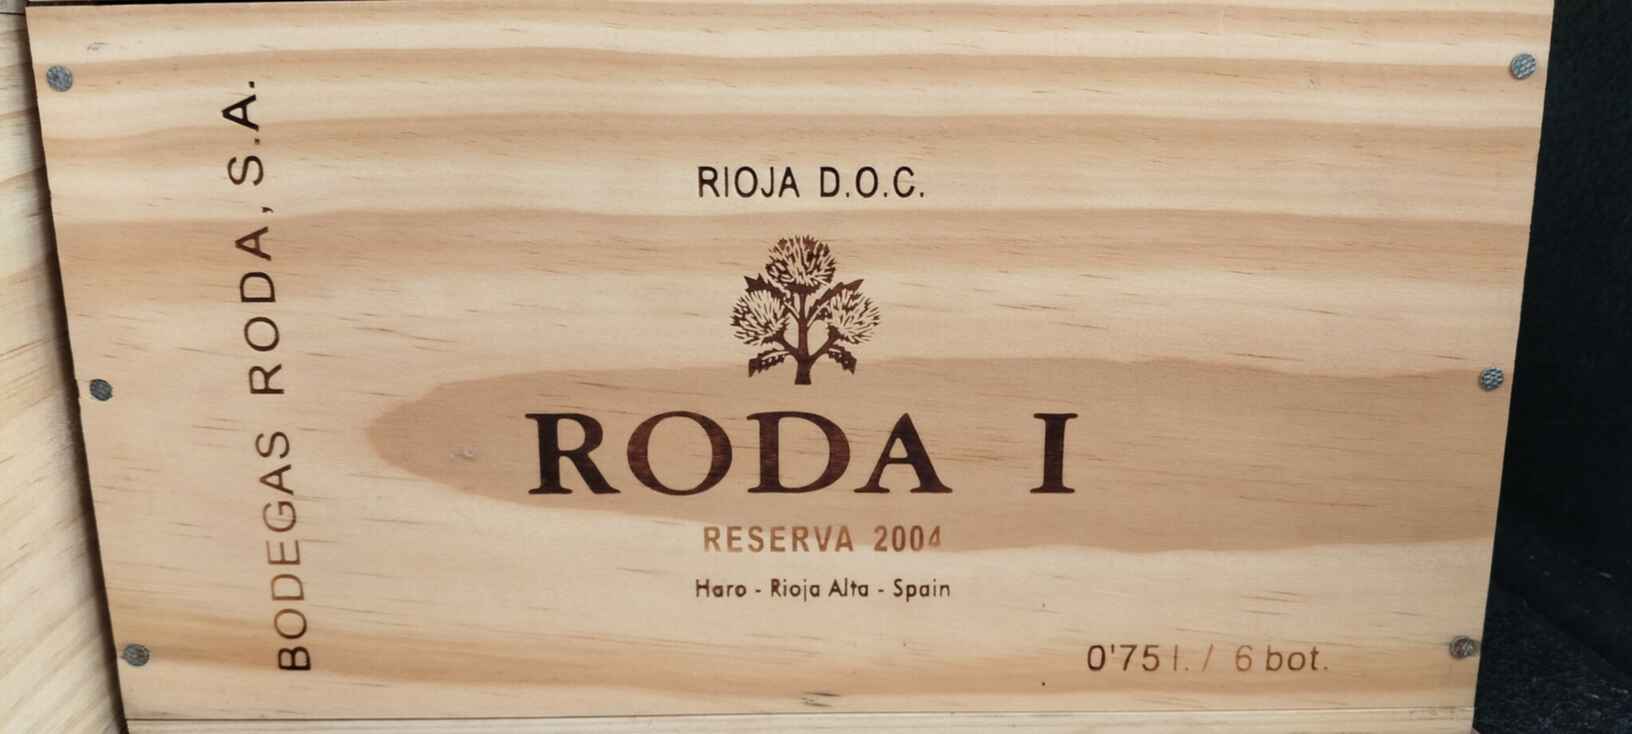 BODEGAS RODA, S.A.
RIOJA D.O.C.
RODA I
RESERVA 2004
Haro - Rioja Alta - Spain
0'75 l. / 6 bot.